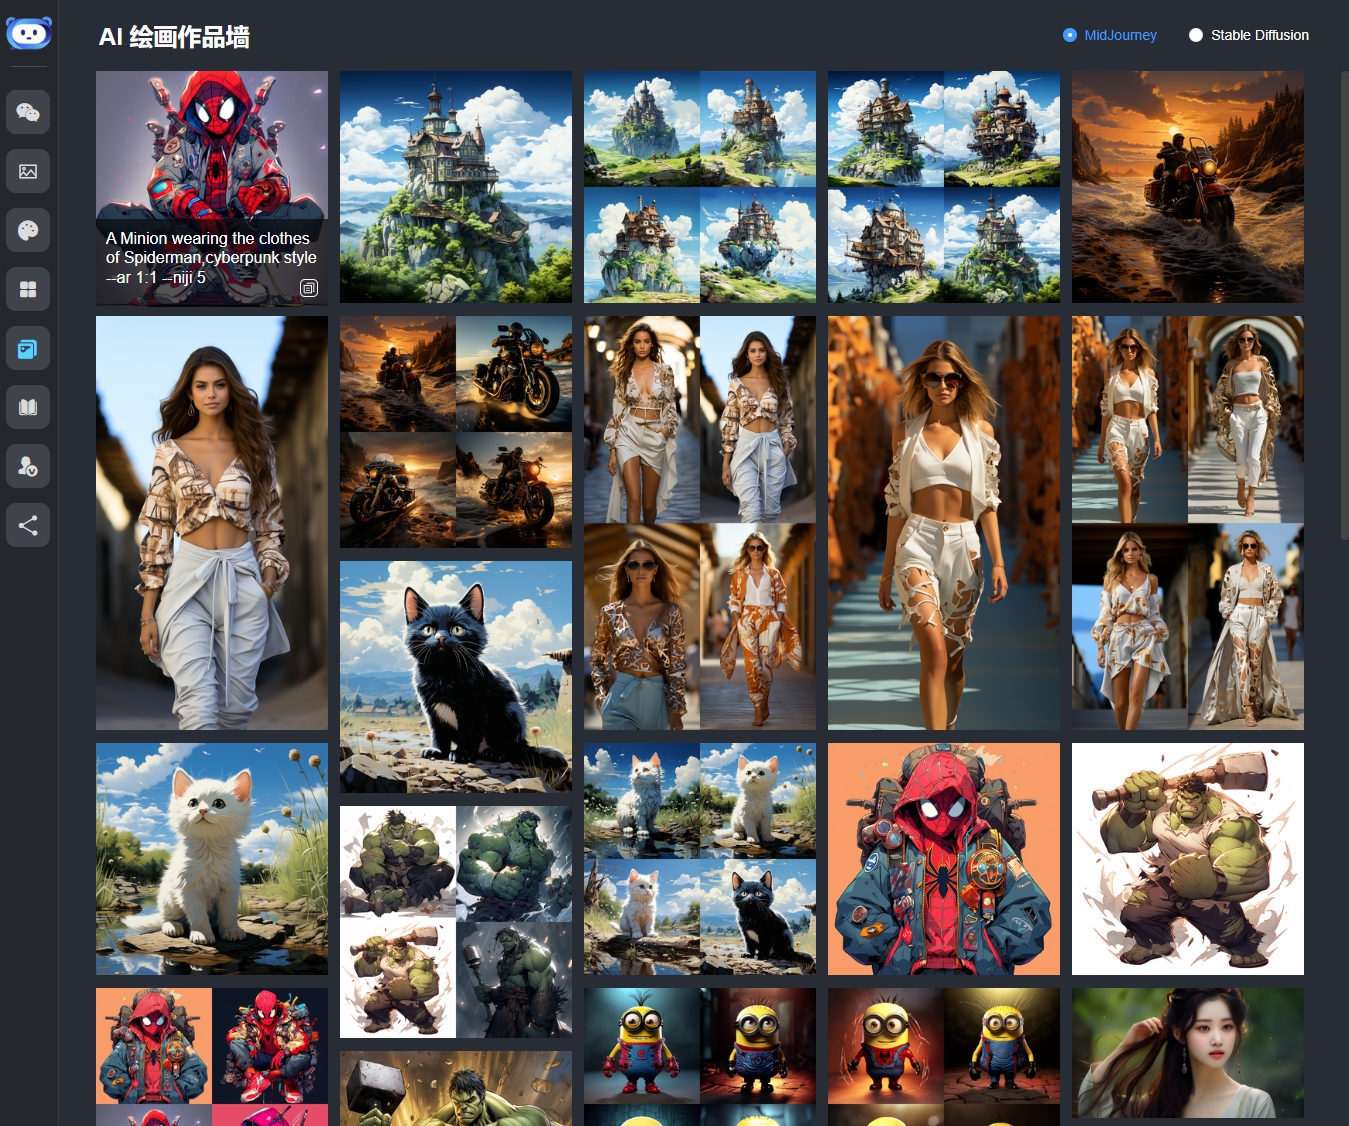 AI 绘画作品墙
MidJourney
Stable Diffusion
A Minion wearing the clothes
of Spiderman,cyberpunk style
--ar 1:1 --niji 5